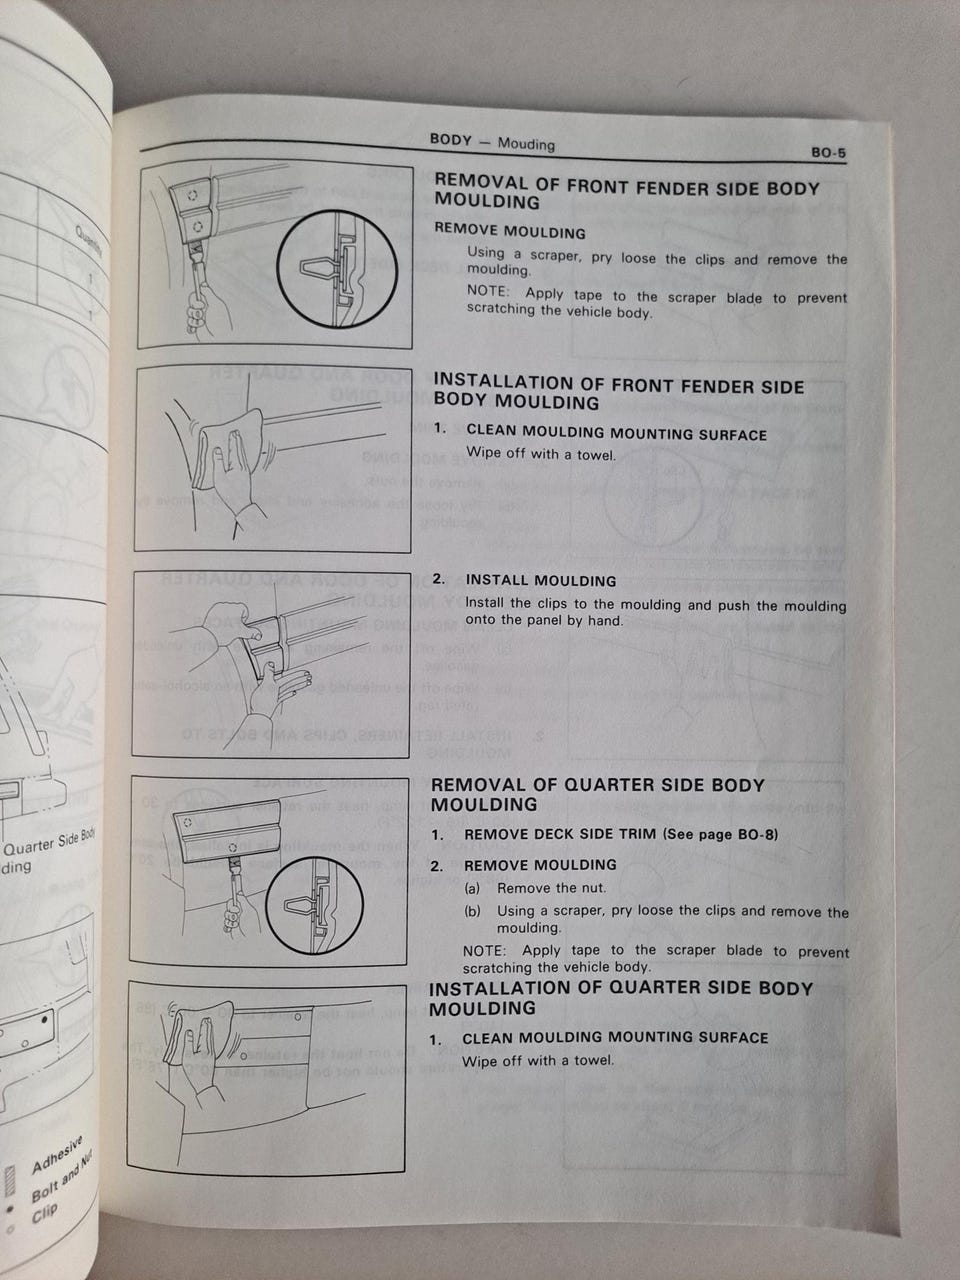 BODY — Mouding
BO-5
REMOVAL OF FRONT FENDER SIDE BODY
MOULDING
REMOVE MOULDING
Using a scraper, pry loose the clips and remove the
moulding.
NOTE: Apply tape to the scraper blade to prevent
scratching the vehicle body.
INSTALLATION OF FRONT FENDER SIDE
BODY MOULDING
1. CLEAN MOULDING MOUNTING SURFACE
Wipe off with a towel.
2. INSTALL MOULDING
Install the clips to the moulding and push the moulding
onto the panel by hand.
REMOVAL OF QUARTER SIDE BODY
MOULDING
1. REMOVE DECK SIDE TRIM (See page BO-8)
2. REMOVE MOULDING
(a) Remove the nut.
(b) Using a scraper, pry loose the clips and remove the
moulding.
NOTE: Apply tape to the scraper blade to prevent
scratching the vehicle body.
INSTALLATION OF QUARTER SIDE BODY
MOULDING
1. CLEAN MOULDING MOUNTING SURFACE
Wipe off with a towel.
Quantity
1
1
Quarter Side Body
ding
Adhesive
Bolt and Nut
Clip